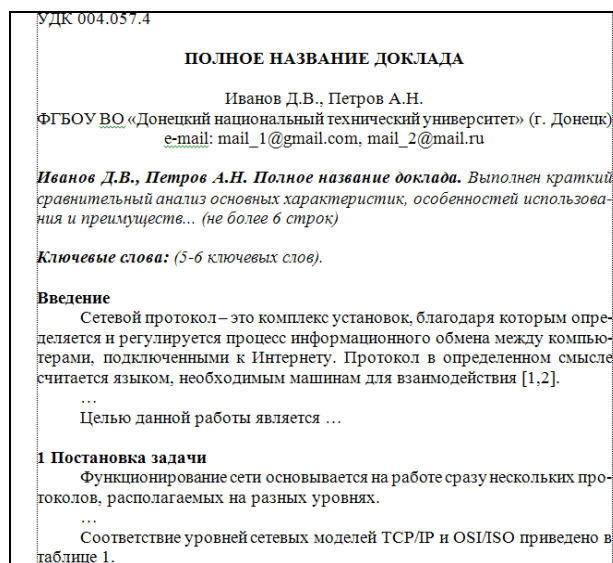 УДК 004.057.4
ПОЛНОЕ НАЗВАНИЕ ДОКЛАДА
Иванов Д.В., Петров А.Н.
ФГБОУ ВО «Донецкий национальный технический университет» (г. Донецк)
e-mail: mail_1@gmail.com, mail_2@mail.ru
Иванов Д.В., Петров А.Н. Полное название доклада. Выполнен краткий
сравнительный анализ основных характеристик, особенностей использова-
ния и преимуществ... (не более 6 строк)
Ключевые слова: (5-6 ключевых слов).
Введение
Сетевой протокол – это комплекс установок, благодаря которым опре-
деляется и регулируется процесс информационного обмена между компью-
терами, подключенными к Интернету. Протокол в определенном смысле
считается языком, необходимым машинам для взаимодействия [1,2].
…
Целью данной работы является …
1 Постановка задачи
Функционирование сети основывается на работе сразу нескольких про-
токолов, располагаемых на разных уровнях.
…
Соответствие уровней сетевых моделей TCP/IP и OSI/ISO приведено в
таблице 1.